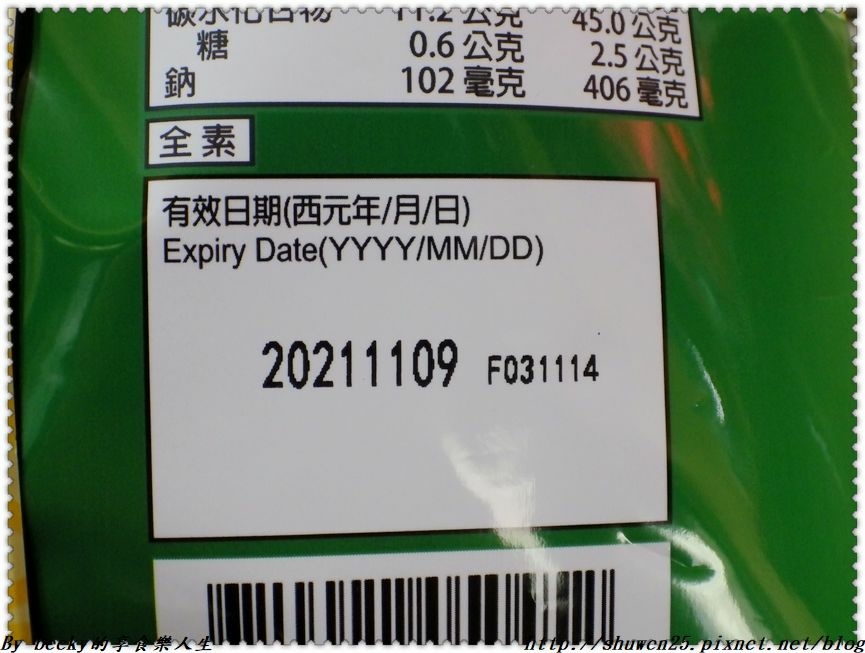 碳水化合物 11.2 公克 45.0 公克
糖 0.6 公克 2.5 公克
鈉 102 毫克 406 毫克
全素
有效日期(西元年/月/日)
Expiry Date(YYYY/MM/DD)
20211109 F031114
By becky的享食樂人生 http://shuwen25.pixnet.net/blog